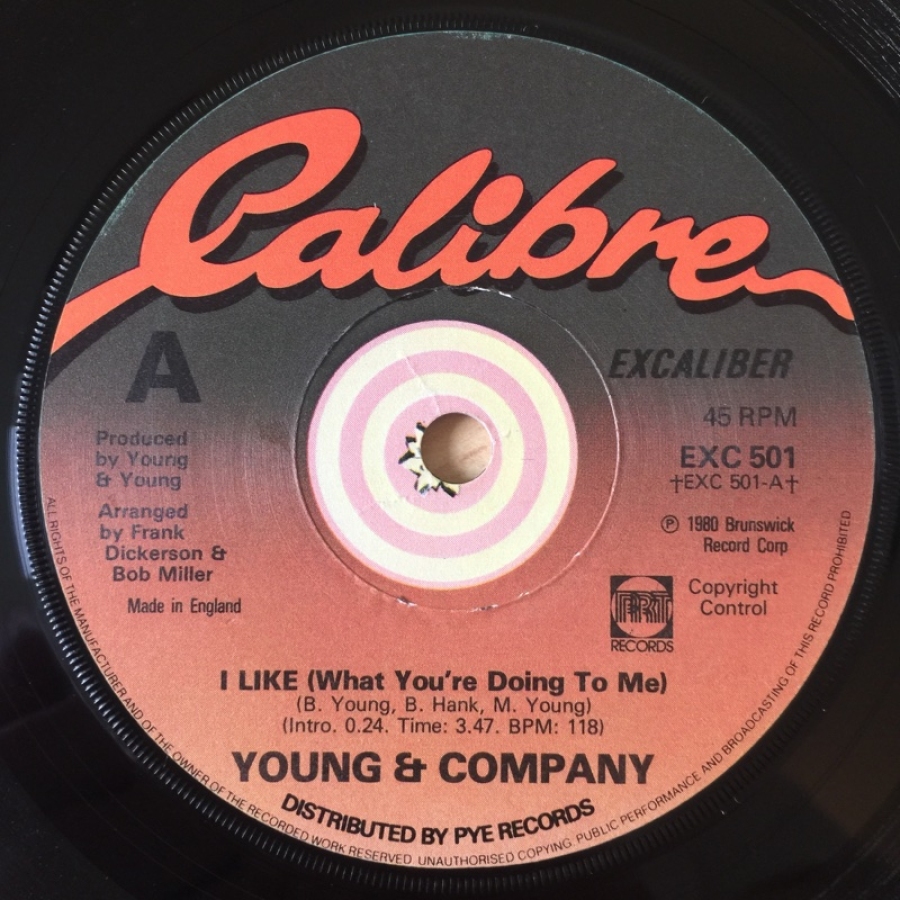 Calibre
A
EXCALIBER
45 RPM
EXC 501
†EXC 501-A†
Produced
by Young
& Young
Arranged
by Frank
Dickerson &
Bob Miller
Made in England
℗ 1980 Brunswick
Record Corp
PRT
RECORDS
Copyright
Control
I LIKE (What You're Doing To Me)
(B. Young, B. Hank, M. Young)
(Intro. 0.24. Time: 3.47. BPM: 118)
YOUNG & COMPANY
DISTRIBUTED BY PYE RECORDS
ALL RIGHTS OF THE MANUFACTURER AND OF THE OWNER OF THE RECORDED WORK RESERVED. UNAUTHORISED COPYING, PUBLIC PERFORMANCE AND BROADCASTING OF THIS RECORD PROHIBITED